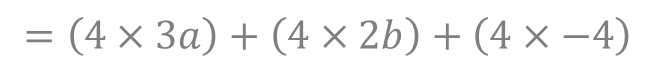 = (4 × 3a) + (4 × 2b) + (4 × −4)